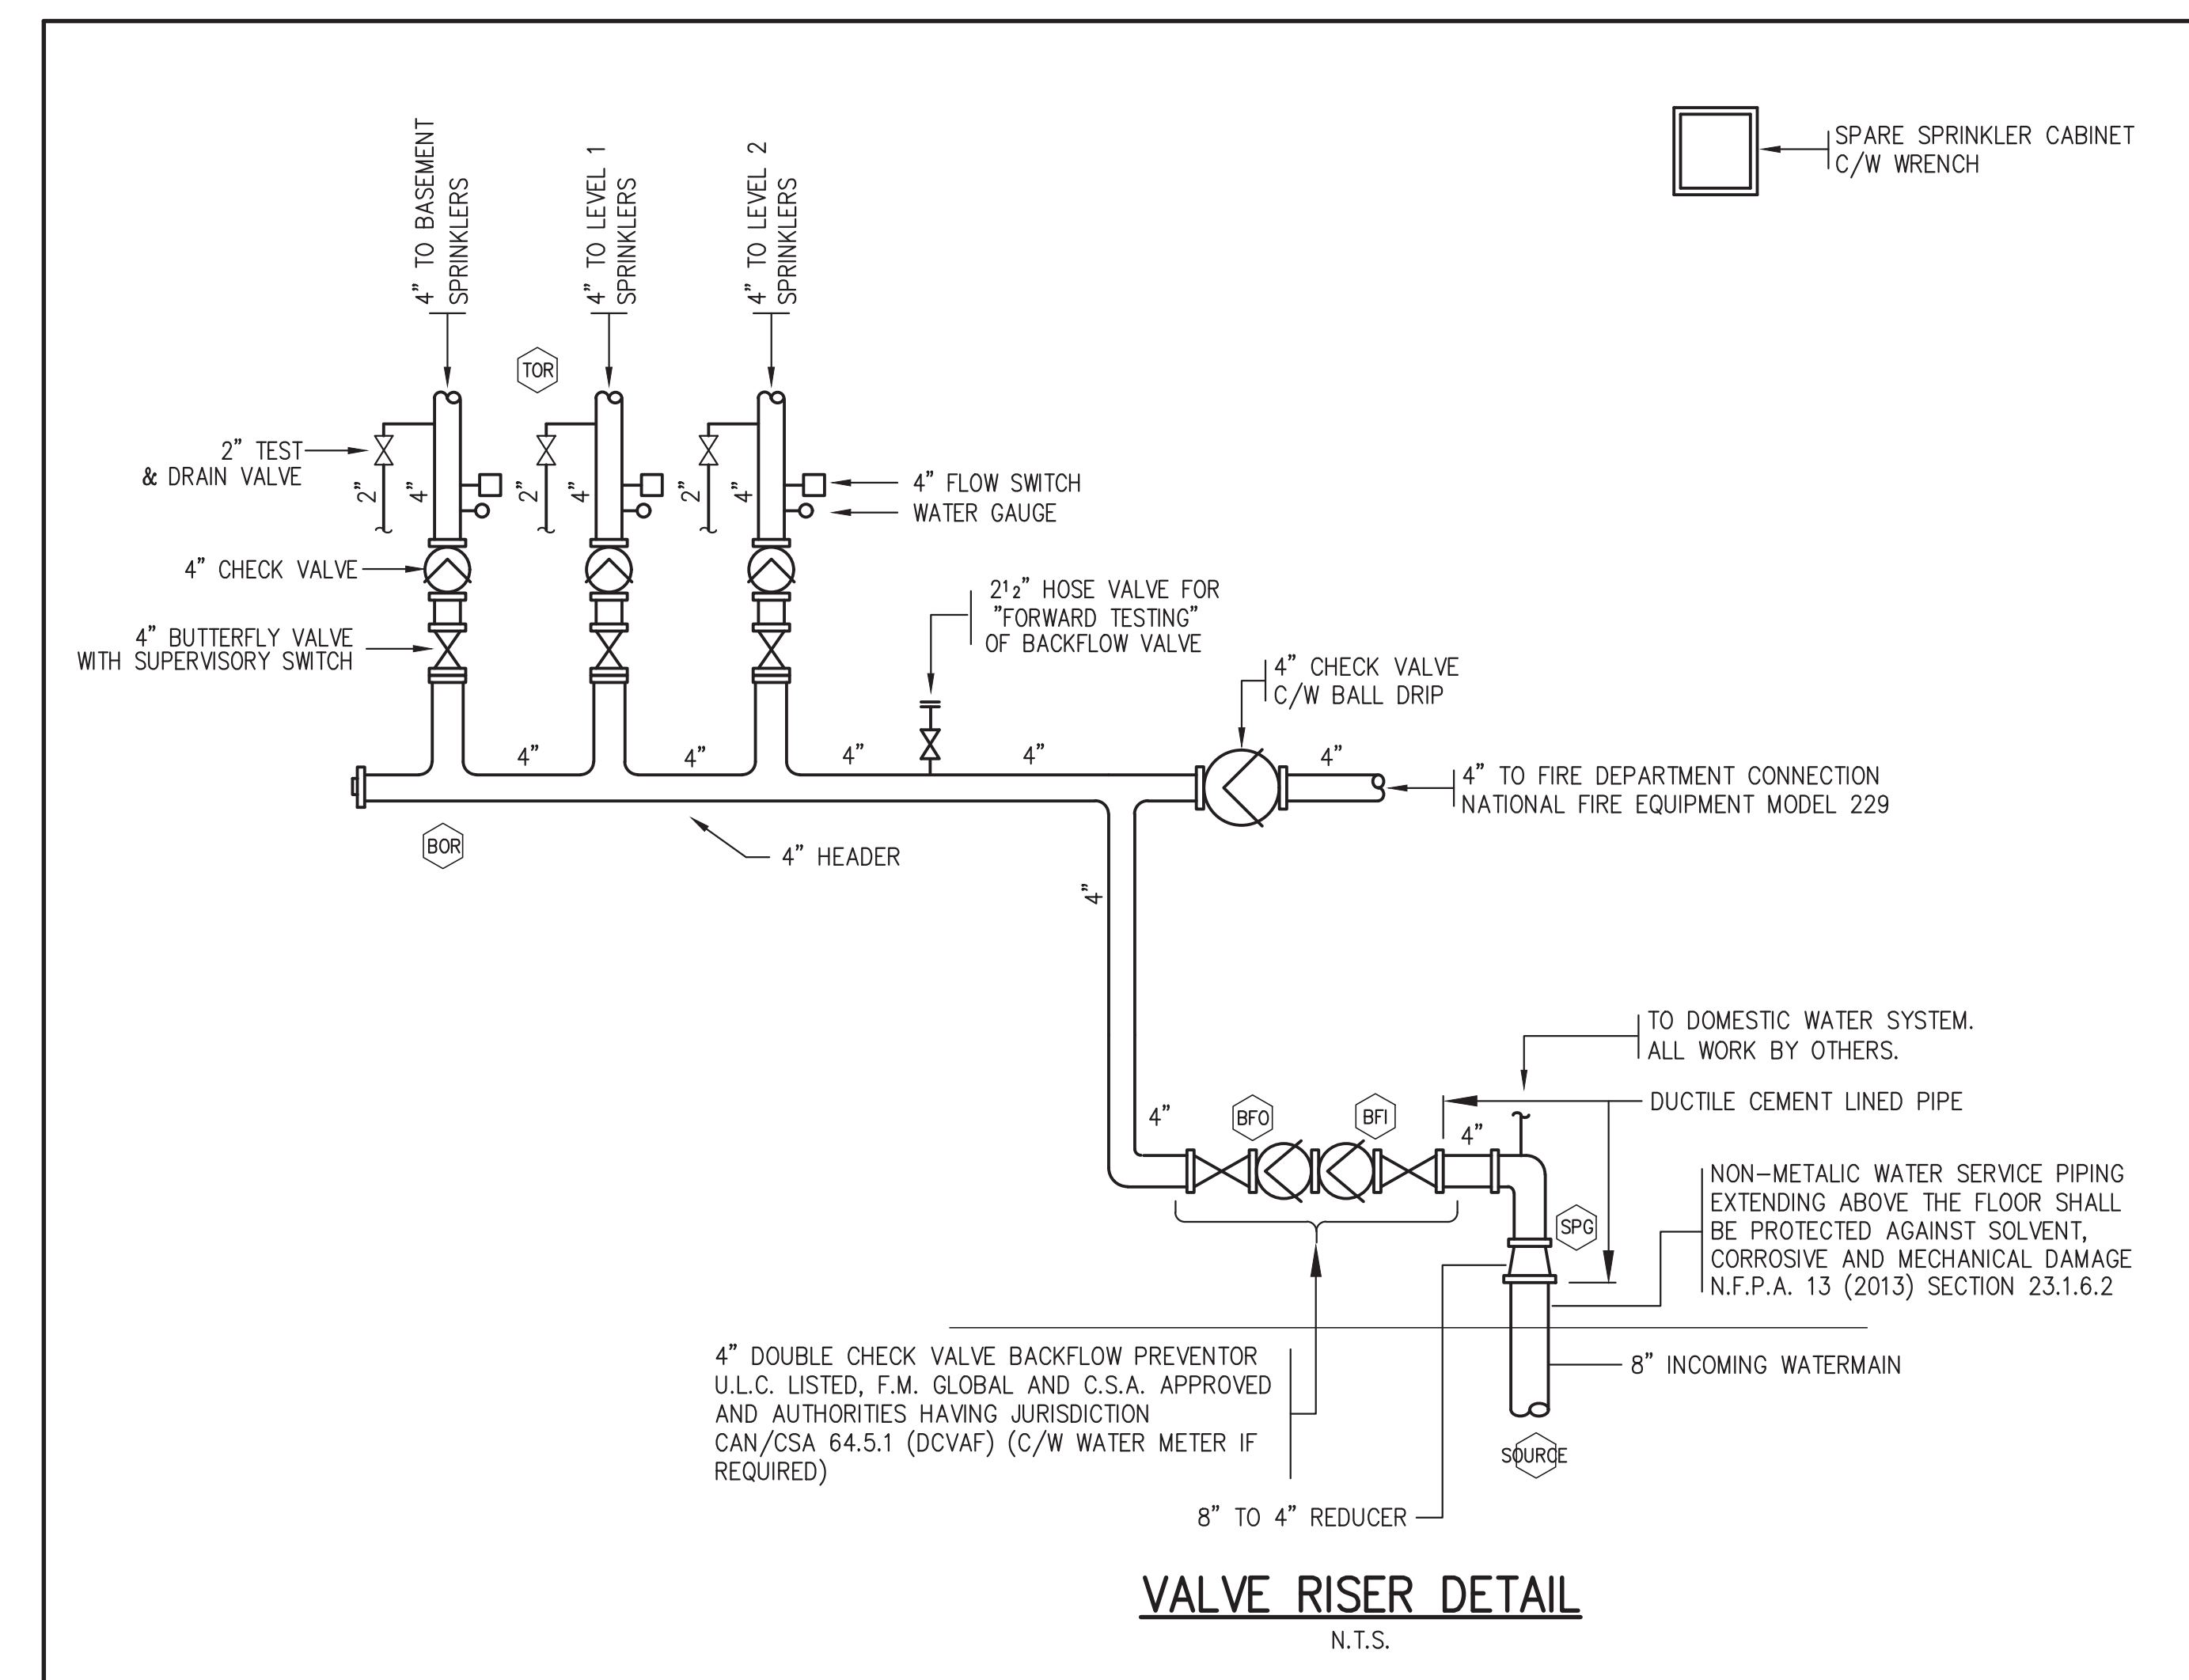 SPARE SPRINKLER CABINET
C/W WRENCH
4" TO BASEMENT
SPRINKLERS
4" TO LEVEL 1
SPRINKLERS
4" TO LEVEL 2
SPRINKLERS
TOR
2" TEST
& DRAIN VALVE
2"
4"
2"
4"
2"
4"
4" FLOW SWITCH
WATER GAUGE
4" CHECK VALVE
4" BUTTERFLY VALVE
WITH SUPERVISORY SWITCH
2½" HOSE VALVE FOR
"FORWARD TESTING"
OF BACKFLOW VALVE
4" CHECK VALVE
C/W BALL DRIP
4"
4"
4"
4"
4"
4" TO FIRE DEPARTMENT CONNECTION
NATIONAL FIRE EQUIPMENT MODEL 229
BOR
4" HEADER
4"
TO DOMESTIC WATER SYSTEM.
ALL WORK BY OTHERS.
DUCTILE CEMENT LINED PIPE
4"
BFO
BFI
4"
SPG
NON-METALIC WATER SERVICE PIPING
EXTENDING ABOVE THE FLOOR SHALL
BE PROTECTED AGAINST SOLVENT,
CORROSIVE AND MECHANICAL DAMAGE
N.F.P.A. 13 (2013) SECTION 23.1.6.2
4" DOUBLE CHECK VALVE BACKFLOW PREVENTOR
U.L.C. LISTED, F.M. GLOBAL AND C.S.A. APPROVED
AND AUTHORITIES HAVING JURISDICTION
CAN/CSA 64.5.1 (DCVAF) (C/W WATER METER IF
REQUIRED)
8" INCOMING WATERMAIN
SOURCE
8" TO 4" REDUCER
VALVE RISER DETAIL
N.T.S.